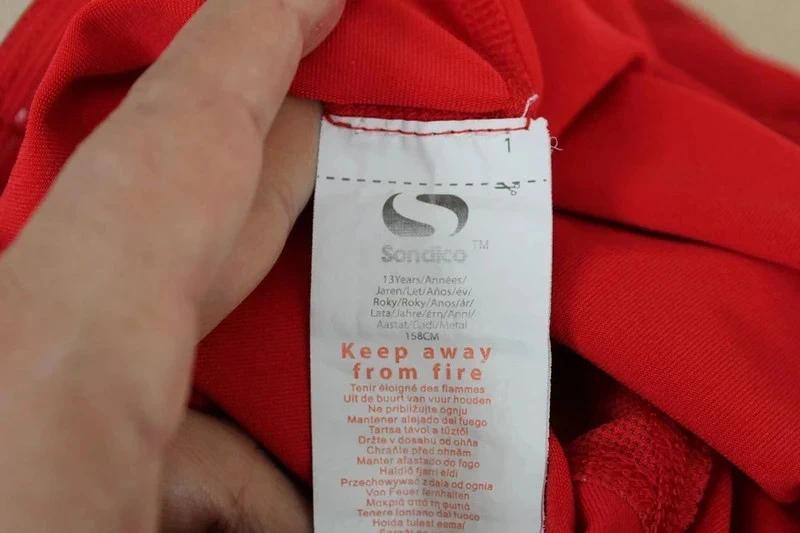 1
Sondico™
13Years/Années/
Jaren/Let/Años/év/
Roky/Roky/Anos/ár/
Lata/Jahre/έτη/Anni/
Aastat/Gadi/Metai
158CM
Keep away
from fire
Tenir éloigné des flammes
Uit de buurt van vuur houden
Ne približujte ognju
Mantener alejado del fuego
Tartsa távol a tűztől
Držte v dosahu od ohňa
Chraňte před ohněm
Manter afastado do fogo
Haldið fjarri eldi
Przechowywać z dala od ognia
Von Feuer fernhalten
Μακριά από τη φωτιά
Tenere lontano dal fuoco
Hoida tulest eemal